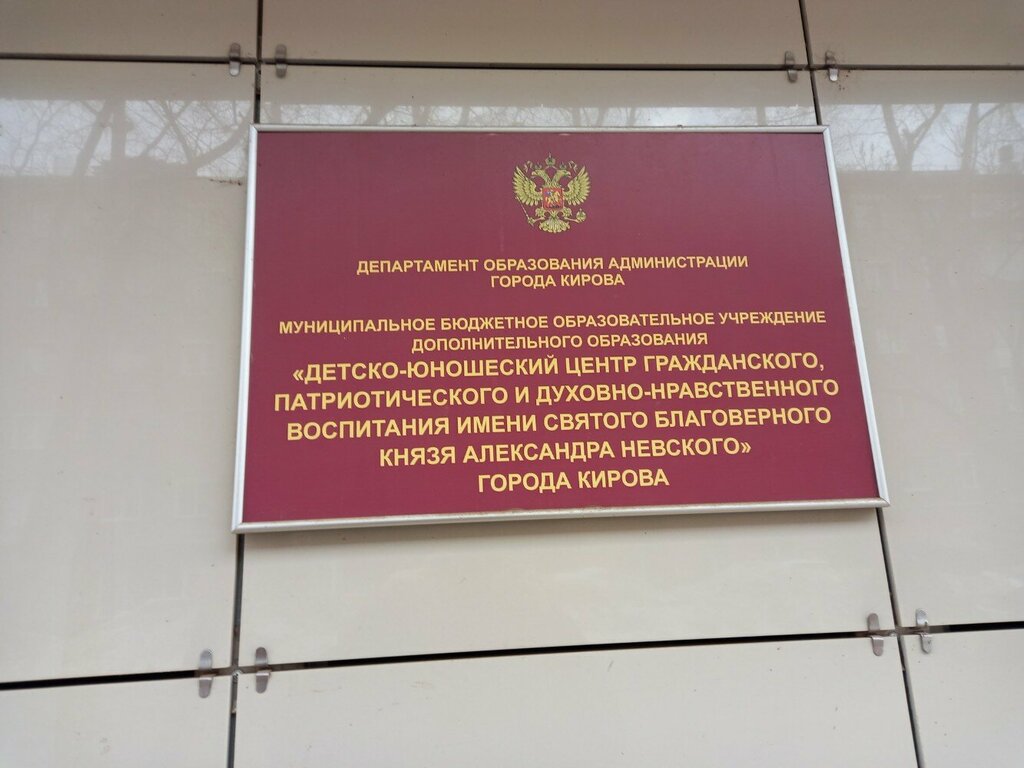 ДЕПАРТАМЕНТ ОБРАЗОВАНИЯ АДМИНИСТРАЦИИ
ГОРОДА КИРОВА
МУНИЦИПАЛЬНОЕ БЮДЖЕТНОЕ ОБРАЗОВАТЕЛЬНОЕ УЧРЕЖДЕНИЕ
ДОПОЛНИТЕЛЬНОГО ОБРАЗОВАНИЯ
«ДЕТСКО-ЮНОШЕСКИЙ ЦЕНТР ГРАЖДАНСКОГО,
ПАТРИОТИЧЕСКОГО И ДУХОВНО-НРАВСТВЕННОГО
ВОСПИТАНИЯ ИМЕНИ СВЯТОГО БЛАГОВЕРНОГО
КНЯЗЯ АЛЕКСАНДРА НЕВСКОГО»
ГОРОДА КИРОВА